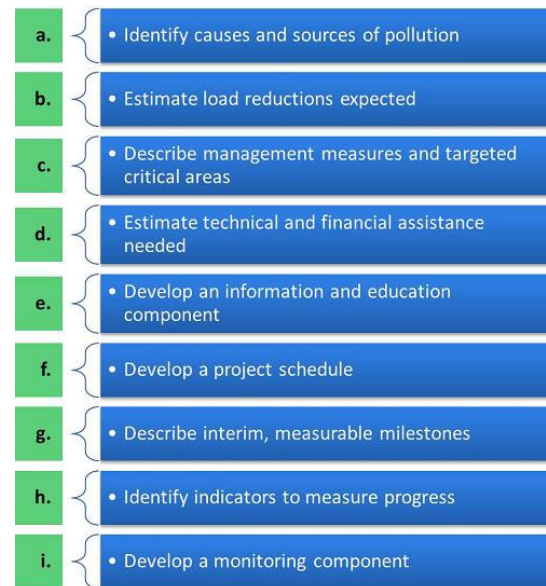 a. • Identify causes and sources of pollution
b. • Estimate load reductions expected
c. • Describe management measures and targeted
critical areas
d. • Estimate technical and financial assistance
needed
e. • Develop an information and education
component
f. • Develop a project schedule
g. • Describe interim, measurable milestones
h. • Identify indicators to measure progress
i. • Develop a monitoring component